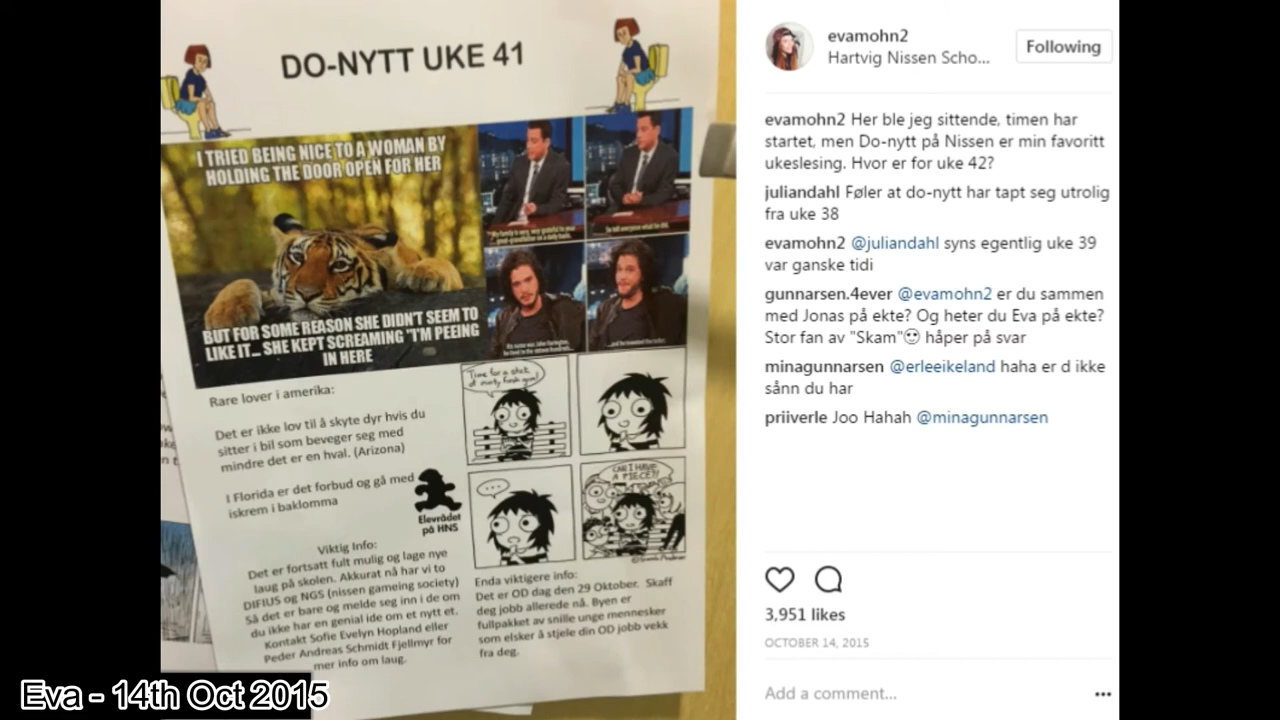 DO-NYTT UKE 41
I TRIED BEING NICE TO A WOMAN BY
HOLDING THE DOOR OPEN FOR HER
BUT FOR SOME REASON SHE DIDN'T SEEM TO
LIKE IT... SHE KEPT SCREAMING "I'M PEEING
IN HERE
Rare lover i amerika:
Det er ikke lov til å skyte dyr hvis du
sitter i bil som beveger seg med
mindre det er en hval. (Arizona)
I Florida er det forbud og gå med
iskrem i baklomma
Elevrådet
på HNS
Viktig Info:
Det er fortsatt fult mulig og lage nye
laug på skolen. Akkurat nå har vi to
DIFIUS og NGS (nissen gameing society)
Så det er bare og melde seg inn i de om
du ikke har en genial ide om et nytt et.
Kontakt Sofie Evelyn Hopland eller
Peder Andreas Schmidt Fjellmyr for
mer info om laug.
Time for a stick
of minty fresh gum!
...
CAN I HAVE
A PIECE?!
Enda viktigere info:
Det er OD dag den 29 Oktober. Skaff
deg jobb allerede nå. Byen er
fullpakket av snille unge mennesker
som elsker å stjele din OD jobb vekk
fra deg.
evamohn2
Hartvig Nissen Scho...
Following
evamohn2 Her ble jeg sittende, timen har
startet, men Do-nytt på Nissen er min favoritt
ukeslesing. Hvor er for uke 42?
juliandahl Føler at do-nytt har tapt seg utrolig
fra uke 38
evamohn2 @juliandahl syns egentlig uke 39
var ganske tidi
gunnarsen.4ever @evamohn2 er du sammen
med Jonas på ekte? Og heter du Eva på ekte?
Stor fan av "Skam"🙂 håper på svar
minagunnarsen @erleeikeland haha er d ikke
sånn du har
priiverle Joo Hahah @minagunnarsen
3,951 likes
OCTOBER 14, 2015
Add a comment...
Eva - 14th Oct 2015